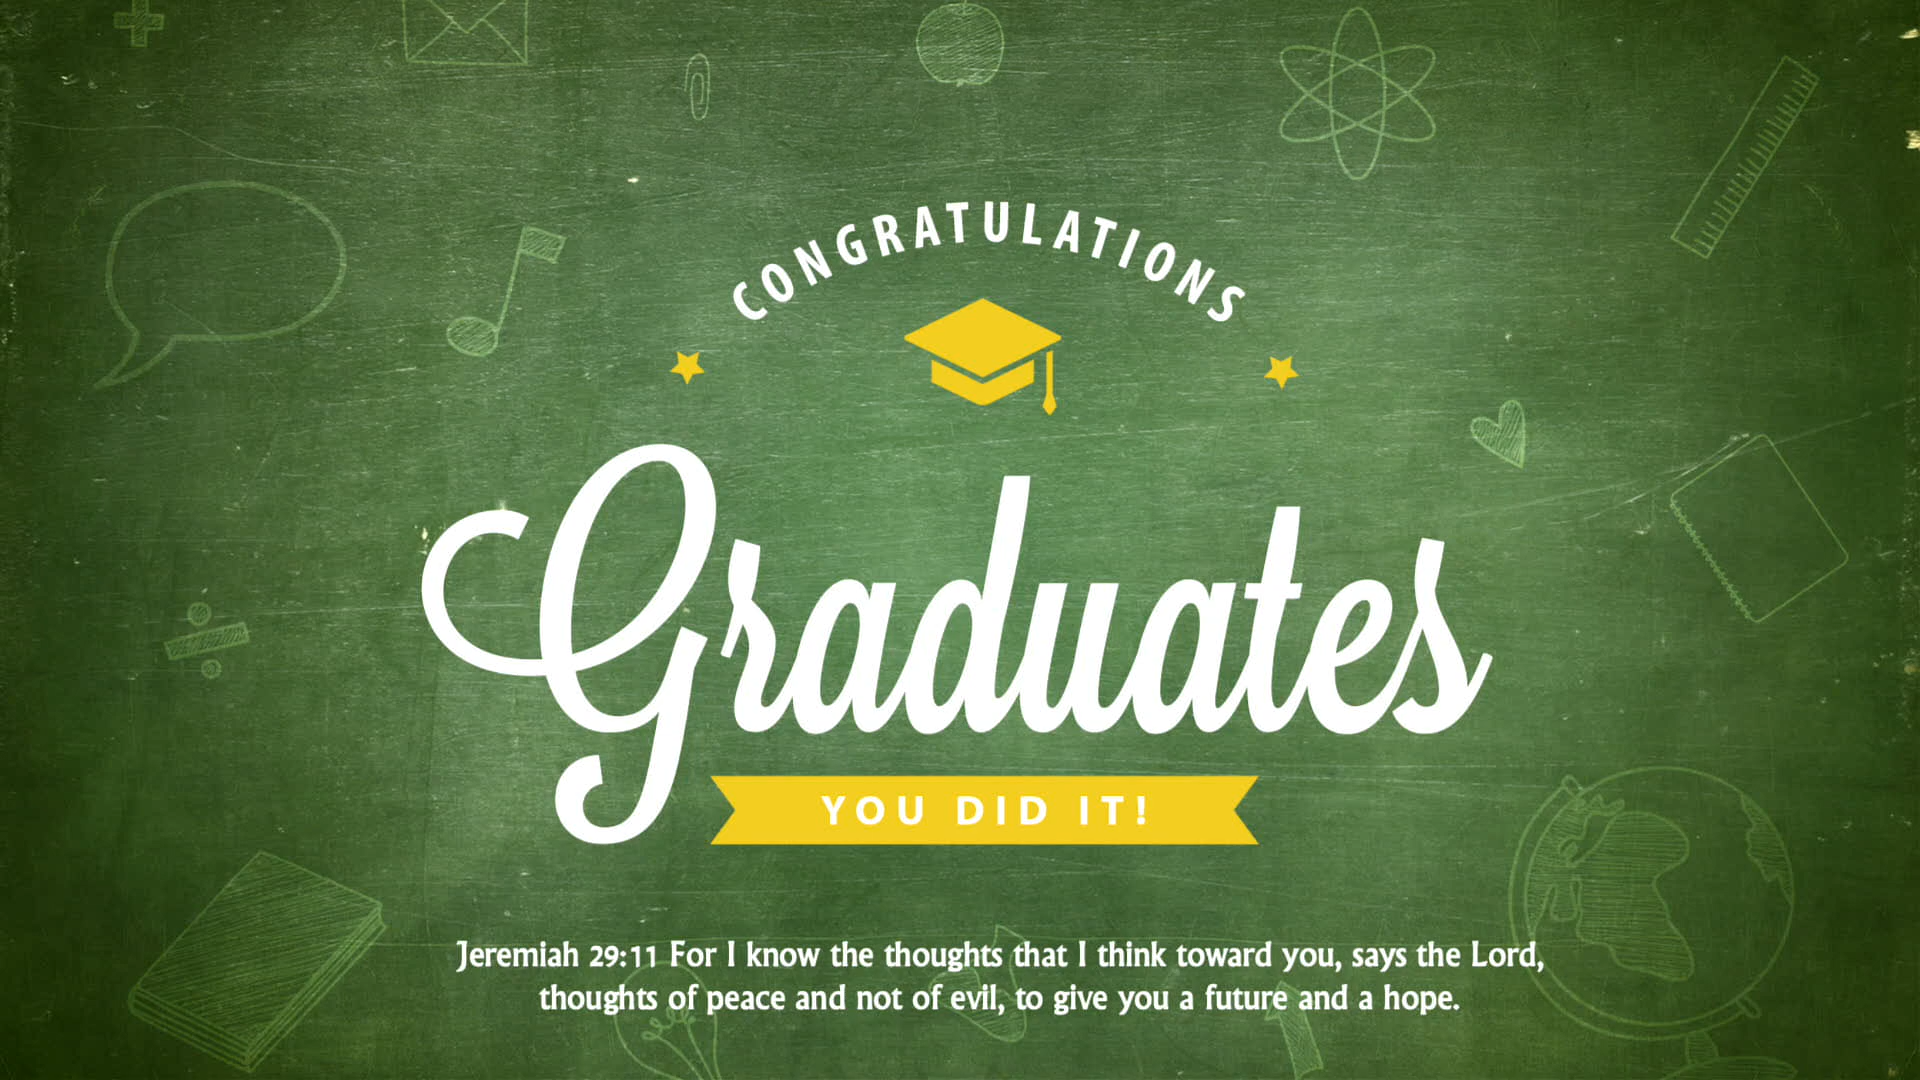 CONGRATULATIONS
Graduates
YOU DID IT!
Jeremiah 29:11 For I know the thoughts that I think toward you, says the Lord,
thoughts of peace and not of evil, to give you a future and a hope.